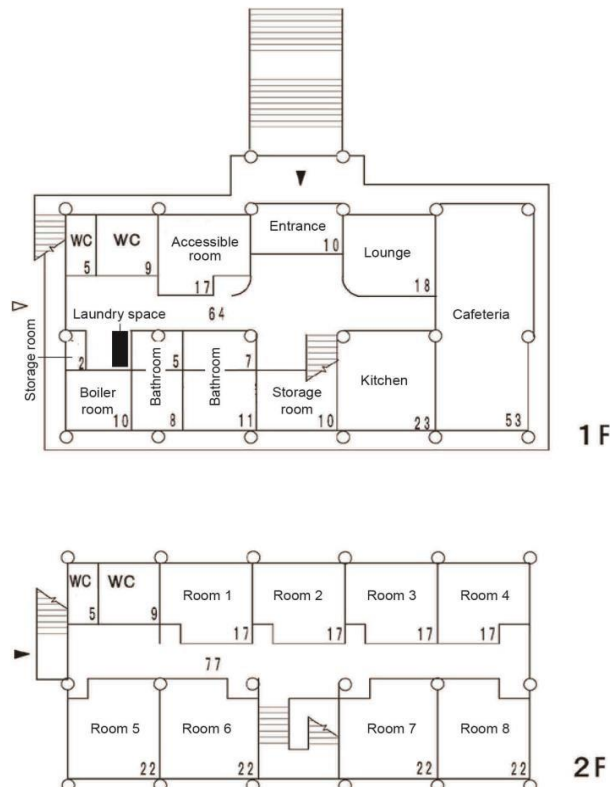 Entrance
10
WC
WC
Accessible
room
Lounge
5
9
17
18
64
Cafeteria
Laundry space
Storage room
2
Bathroom
5
Bathroom
7
Boiler
room
Storage
room
Kitchen
10
8
11
10
23
53
1F
WC
WC
Room 1
Room 2
Room 3
Room 4
5
9
17
17
17
17
77
Room 5
Room 6
Room 7
Room 8
22
22
22
22
2F